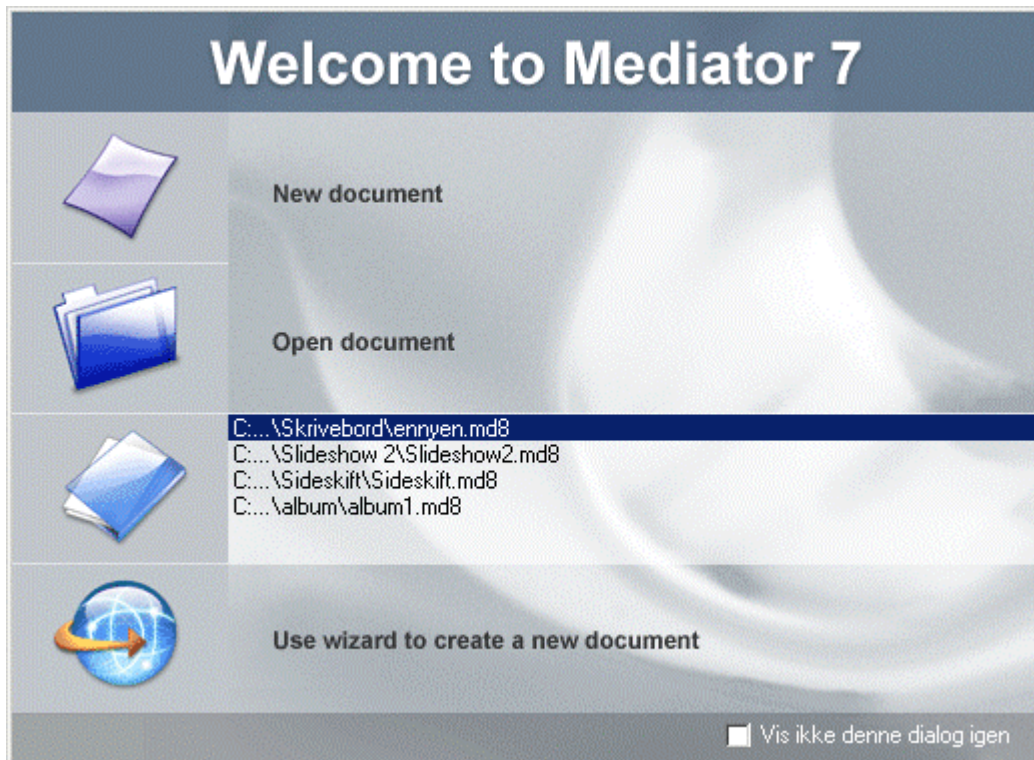 Welcome to Mediator 7
New document
Open document
C:...\Skrivebord\ennyen.md8
C:...\Slideshow 2\Slideshow2.md8
C:...\Sideskift\Sideskift.md8
C:...\album\album1.md8
Use wizard to create a new document
Vis ikke denne dialog igen